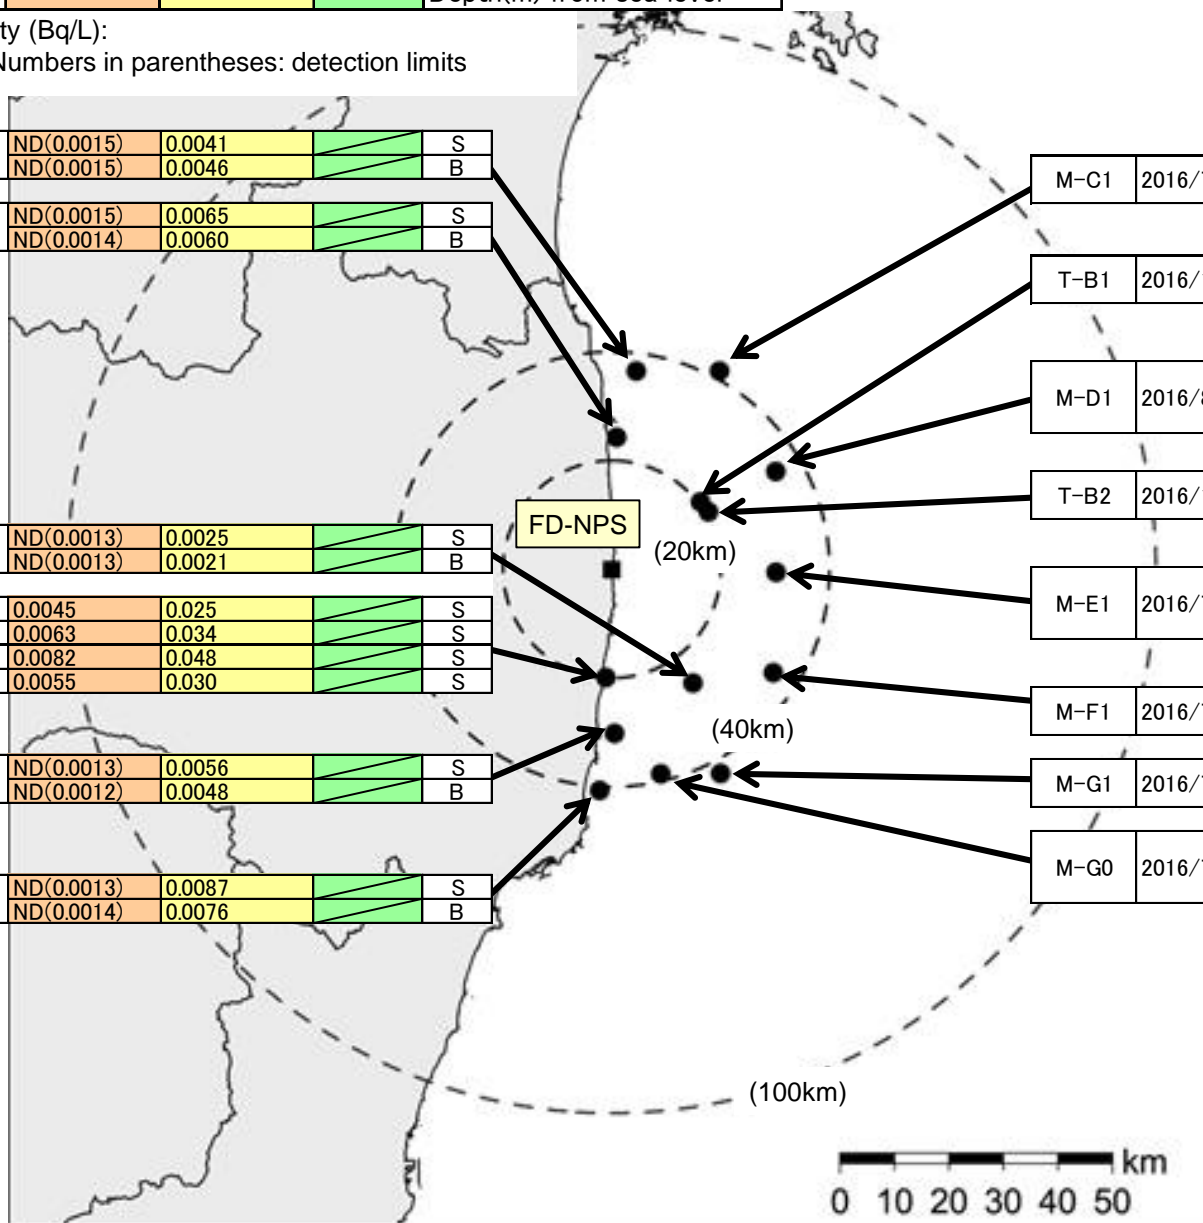 ty (Bq/L):
Numbers in parentheses: detection limits
ND(0.0015) 0.0041 S
ND(0.0015) 0.0046 B
ND(0.0015) 0.0065 S
ND(0.0014) 0.0060 B
M-C1 2016/
T-B1 2016/
M-D1 2016/
T-B2 2016/
FD-NPS
(20km)
ND(0.0013) 0.0025 S
ND(0.0013) 0.0021 B
M-E1 2016/
0.0045 0.025 S
0.0063 0.034 S
0.0082 0.048 S
0.0055 0.030 S
M-F1 2016/
(40km)
ND(0.0013) 0.0056 S
ND(0.0012) 0.0048 B
M-G1 2016/
M-G0 2016/
ND(0.0013) 0.0087 S
ND(0.0014) 0.0076 B
(100km)
km
0 10 20 30 40 50